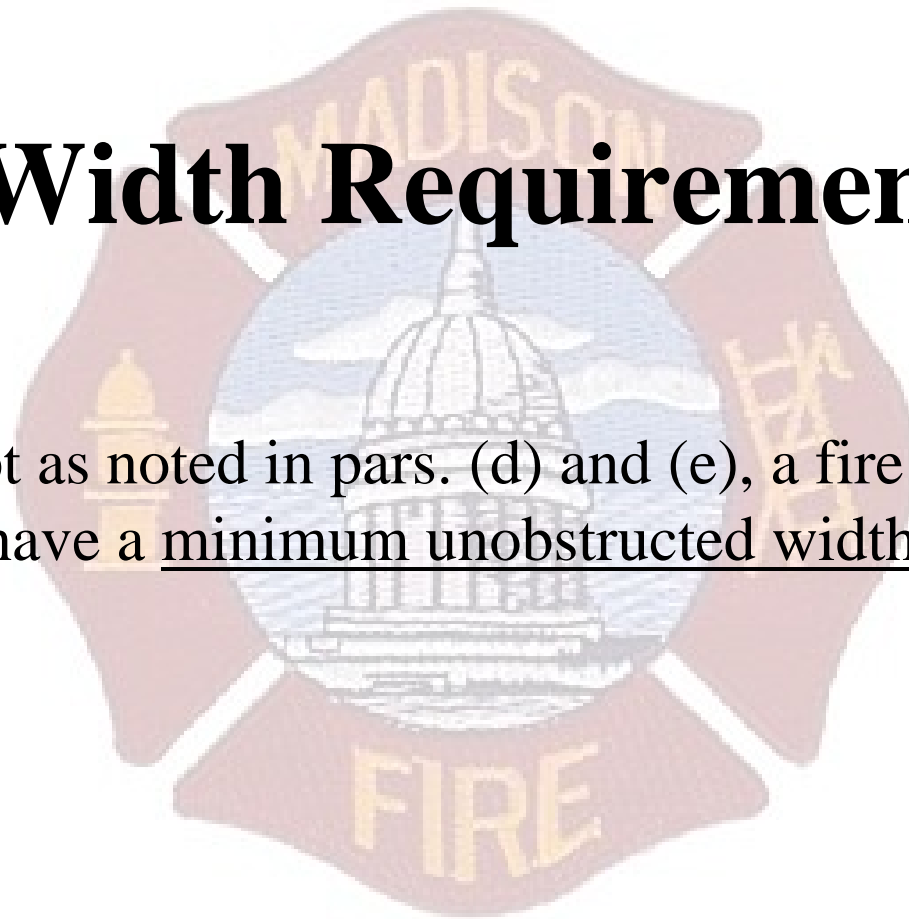 MADISON
Width Requiremen
t as noted in pars. (d) and (e), a fire
have a minimum unobstructed width
FIRE